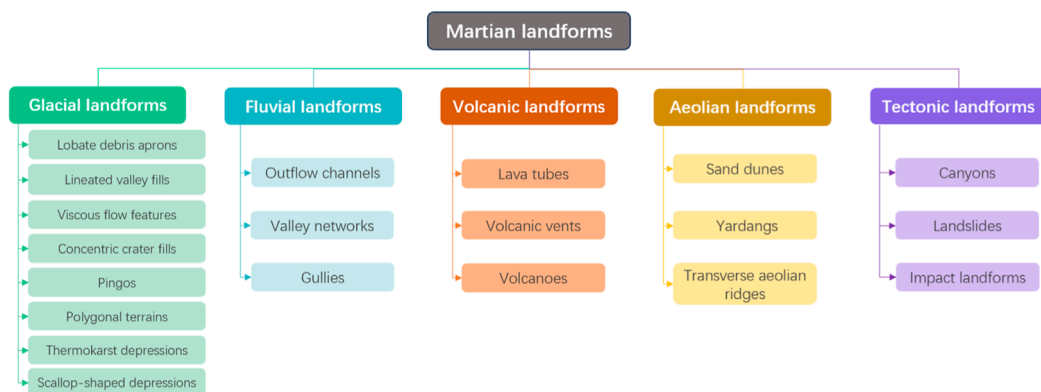 Martian landforms
Glacial landforms
Lobate debris aprons
Lineated valley fills
Viscous flow features
Concentric crater fills
Pingos
Polygonal terrains
Thermokarst depressions
Scallop-shaped depressions
Fluvial landforms
Outflow channels
Valley networks
Gullies
Volcanic landforms
Lava tubes
Volcanic vents
Volcanoes
Aeolian landforms
Sand dunes
Yardangs
Transverse aeolian
ridges
Tectonic landforms
Canyons
Landslides
Impact landforms